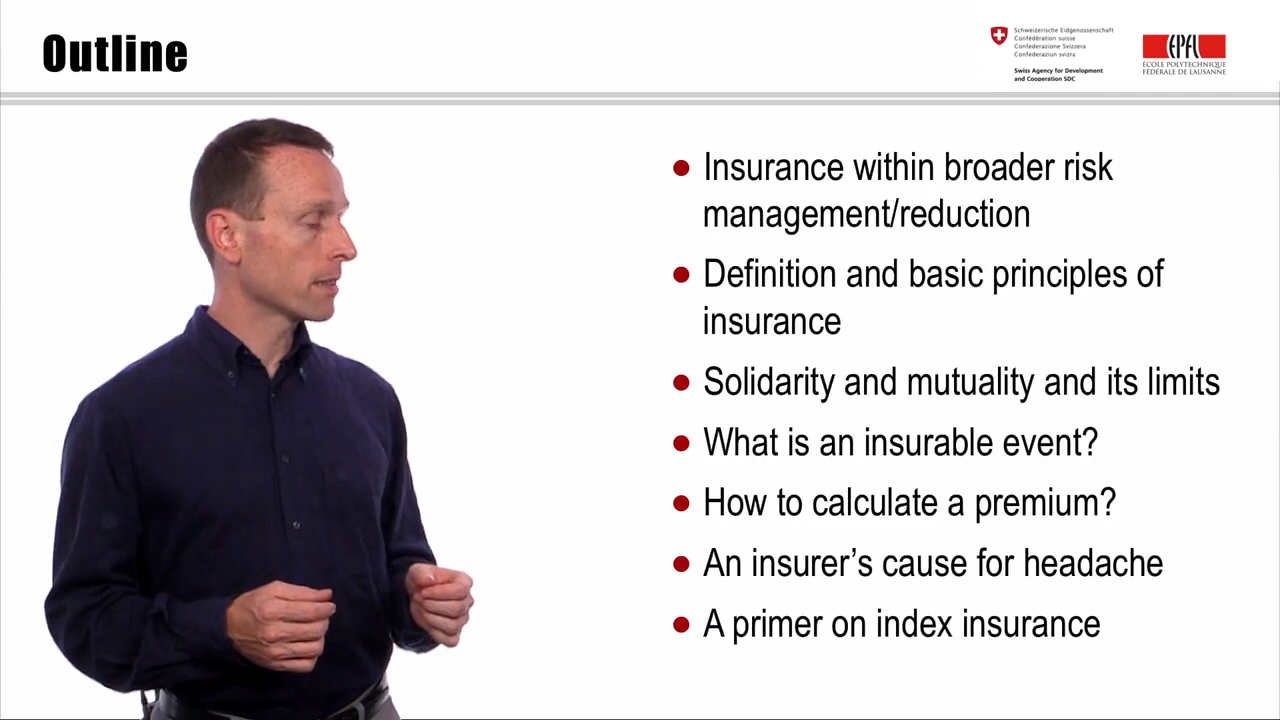 Outline
Schweizerische Eidgenossenschaft
Confédération suisse
Confederazione Svizzera
Confederaziun svizra
Swiss Agency for Development
and Cooperation SDC
EPFL
ÉCOLE POLYTECHNIQUE
FÉDÉRALE DE LAUSANNE
● Insurance within broader risk
management/reduction
● Definition and basic principles of
insurance
● Solidarity and mutuality and its limits
● What is an insurable event?
● How to calculate a premium?
● An insurer’s cause for headache
● A primer on index insurance